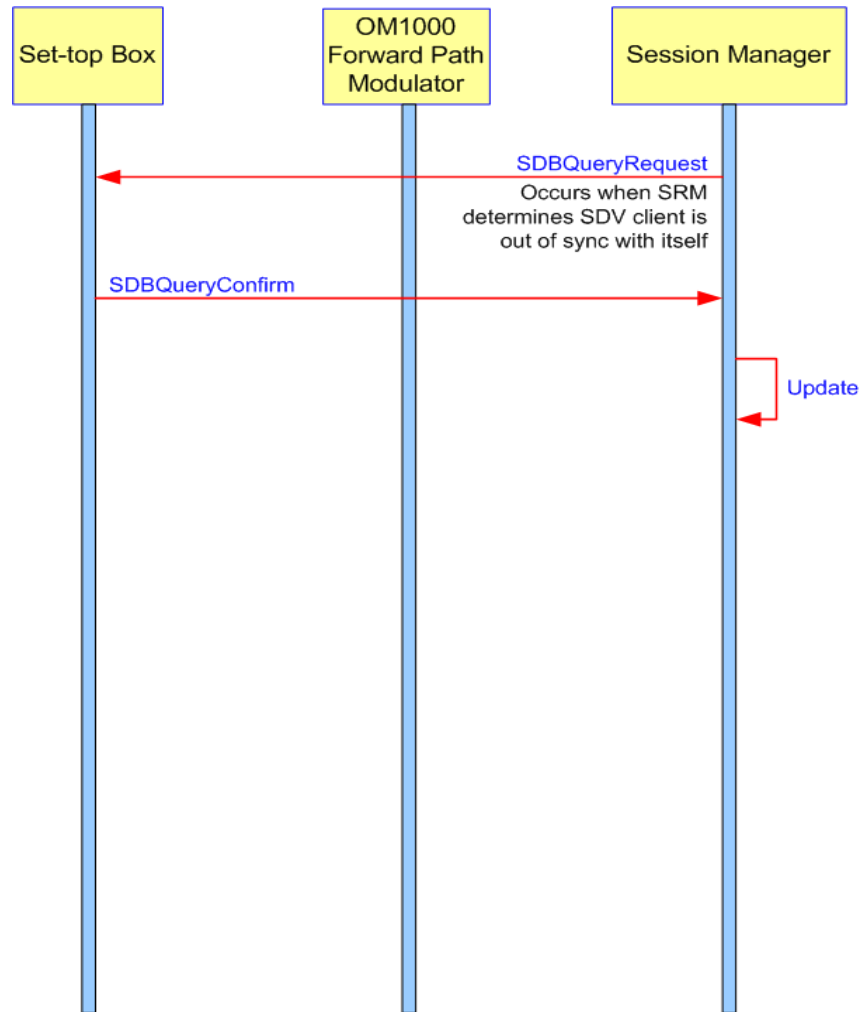 Set-top Box
OM1000
Forward Path
Modulator
Session Manager
SDBQueryRequest
Occurs when SRM
determines SDV client is
out of sync with itself
SDBQueryConfirm
Update